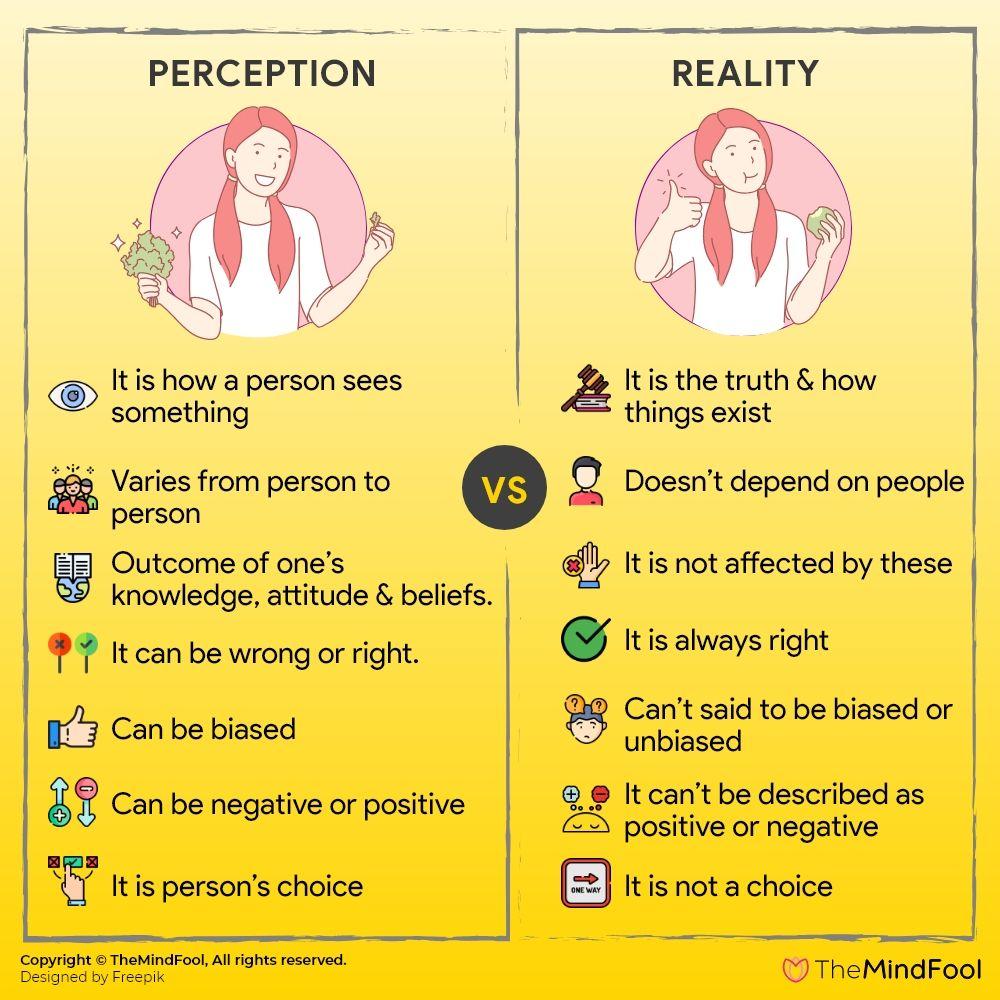 PERCEPTION
It is how a person sees
something
Varies from person to
person
Outcome of one's
knowledge, attitude & beliefs.
It can be wrong or right.
Can be biased
Can be negative or positive
It is person's choice
VS
REALITY
It is the truth & how
things exist
Doesn't depend on people
It is not affected by these
It is always right
Can't said to be biased or
unbiased
It can't be described as
positive or negative
ONE WAY
It is not a choice
Copyright © TheMindFool, All rights reserved.
Designed by Freepik
TheMindFool